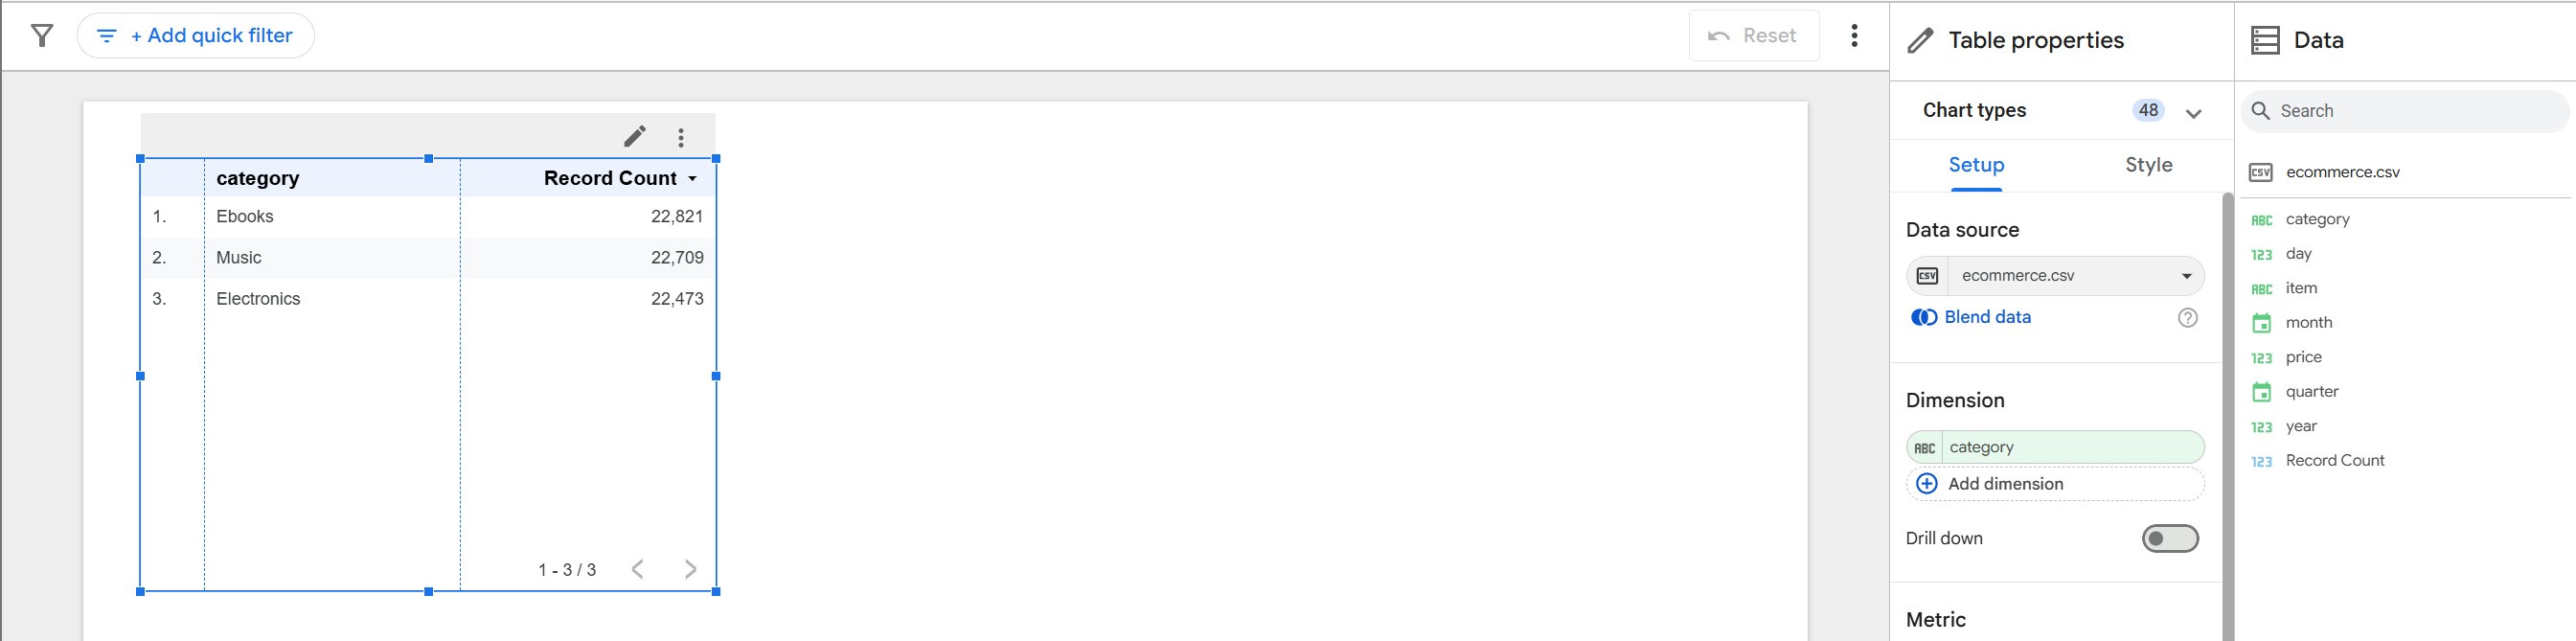 + Add quick filter
Reset
category Record Count
1. Ebooks 22,821
2. Music 22,709
3. Electronics 22,473
1 - 3 / 3
Table properties
Chart types 48
Setup Style
Data source
CSV ecommerce.csv
Blend data
Dimension
ABC category
Add dimension
Drill down
Metric
Data
Search
CSV ecommerce.csv
ABC category
123 day
ABC item
month
123 price
quarter
123 year
123 Record Count